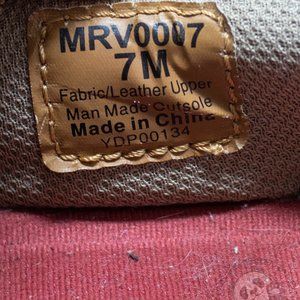 MRV0007
7M
Fabric/Leather Upper
Man Made Outsole
Made in China
YDP00134